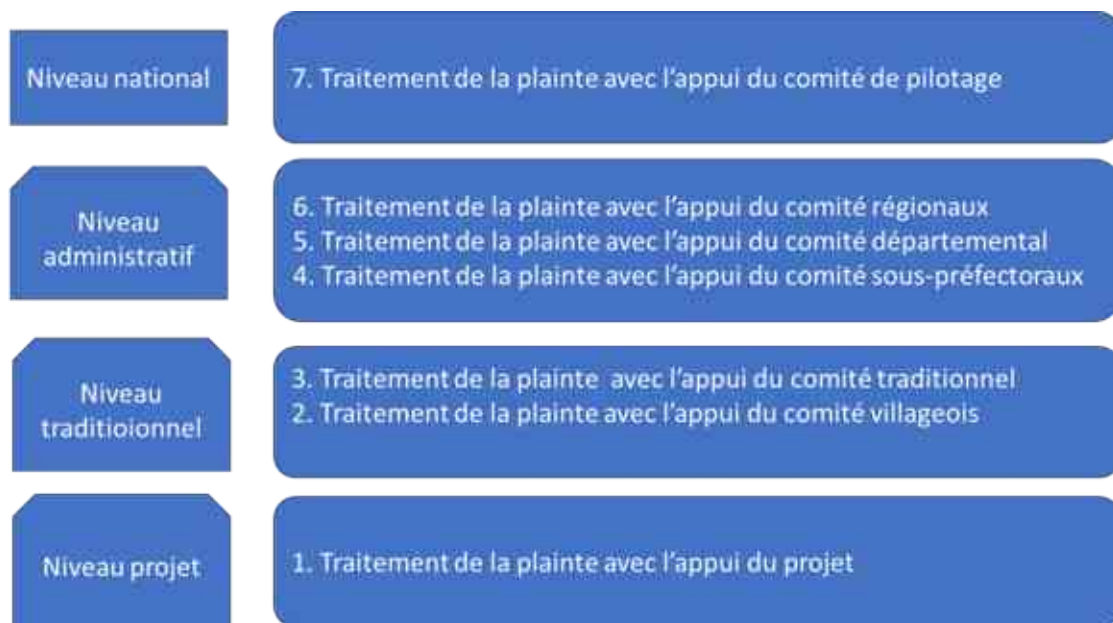 Niveau national
7. Traitement de la plainte avec l'appui du comité de pilotage
Niveau
administratif
6. Traitement de la plainte avec l'appui du comité régionaux
5. Traitement de la plainte avec l'appui du comité départemental
4. Traitement de la plainte avec l'appui du comité sous-préfectoraux
Niveau
traditioionnel
3. Traitement de la plainte avec l'appui du comité traditionnel
2. Traitement de la plainte avec l'appui du comité villageois
Niveau projet
1. Traitement de la plainte avec l'appui du projet